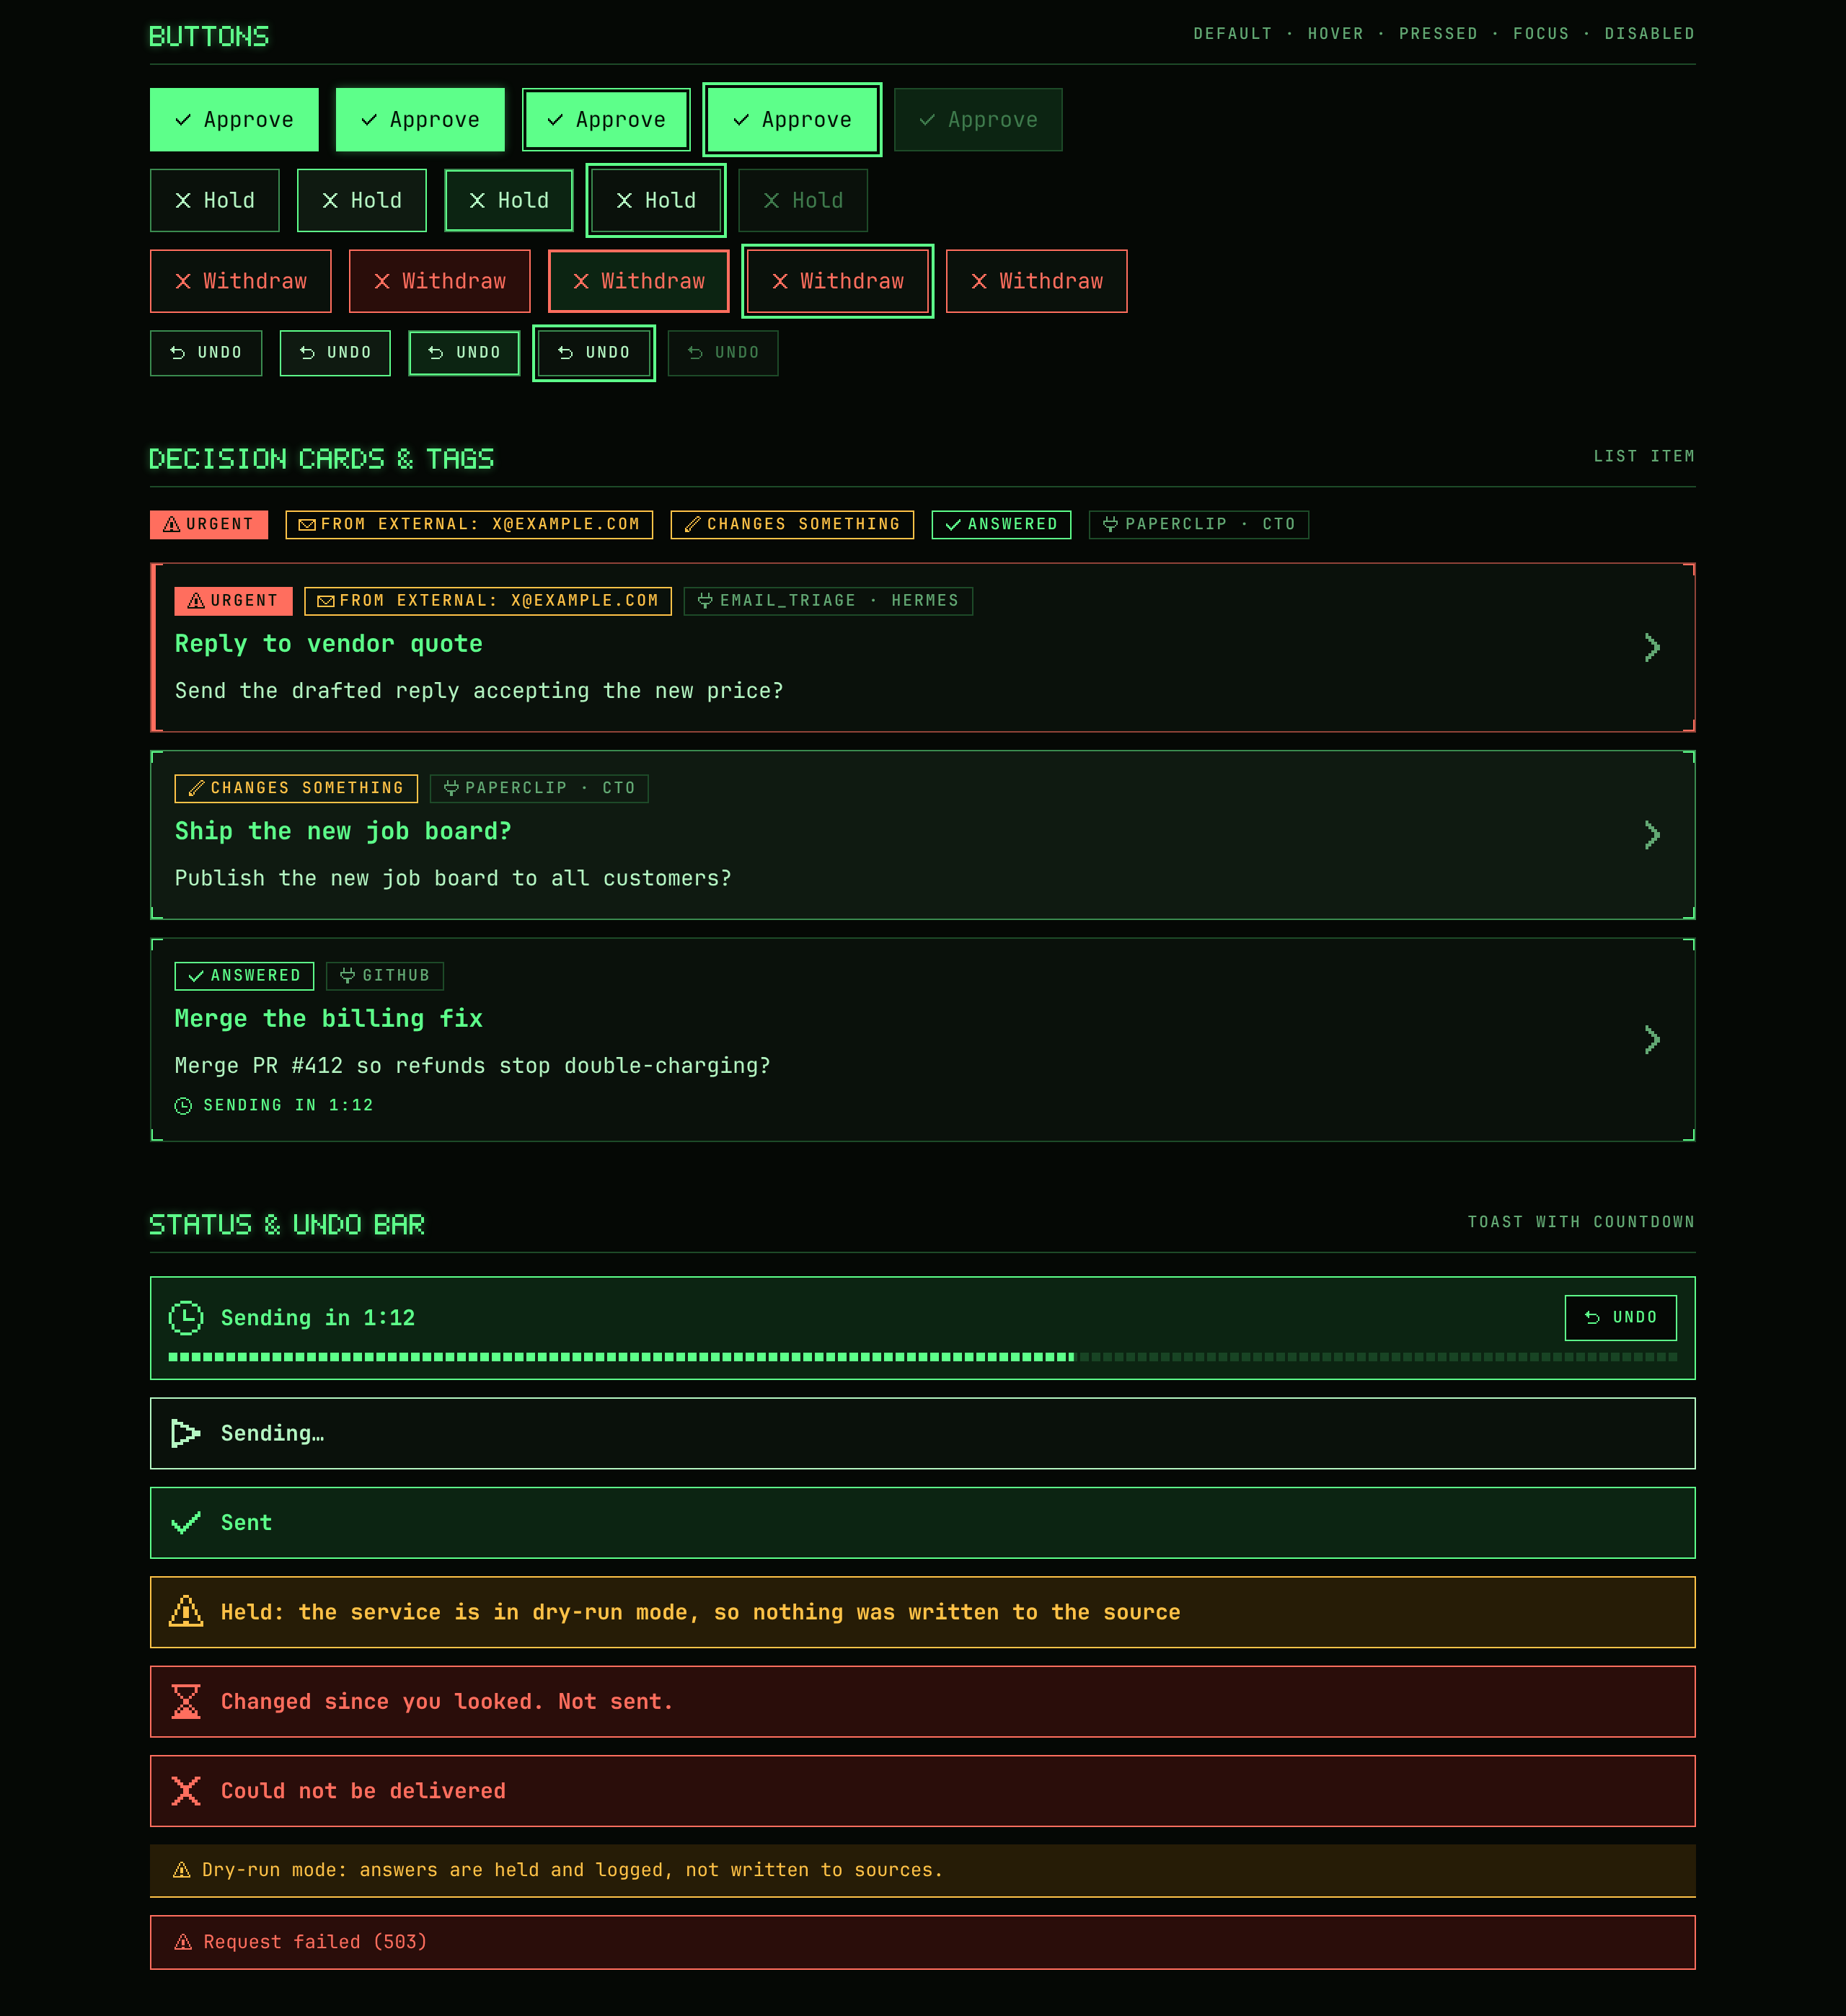 BUTTONS
DEFAULT · HOVER · PRESSED · FOCUS · DISABLED
Approve Approve Approve Approve Approve
Hold Hold Hold Hold Hold
Withdraw Withdraw Withdraw Withdraw Withdraw
UNDO UNDO UNDO UNDO UNDO
DECISION CARDS & TAGS
LIST ITEM
URGENT FROM EXTERNAL: X@EXAMPLE.COM CHANGES SOMETHING ANSWERED PAPERCLIP · CTO
URGENT FROM EXTERNAL: X@EXAMPLE.COM EMAIL_TRIAGE · HERMES
Reply to vendor quote
Send the drafted reply accepting the new price?
CHANGES SOMETHING PAPERCLIP · CTO
Ship the new job board?
Publish the new job board to all customers?
ANSWERED GITHUB
Merge the billing fix
Merge PR #412 so refunds stop double-charging?
SENDING IN 1:12
STATUS & UNDO BAR
TOAST WITH COUNTDOWN
Sending in 1:12
UNDO
Sending…
Sent
Held: the service is in dry-run mode, so nothing was written to the source
Changed since you looked. Not sent.
Could not be delivered
Dry-run mode: answers are held and logged, not written to sources.
Request failed (503)